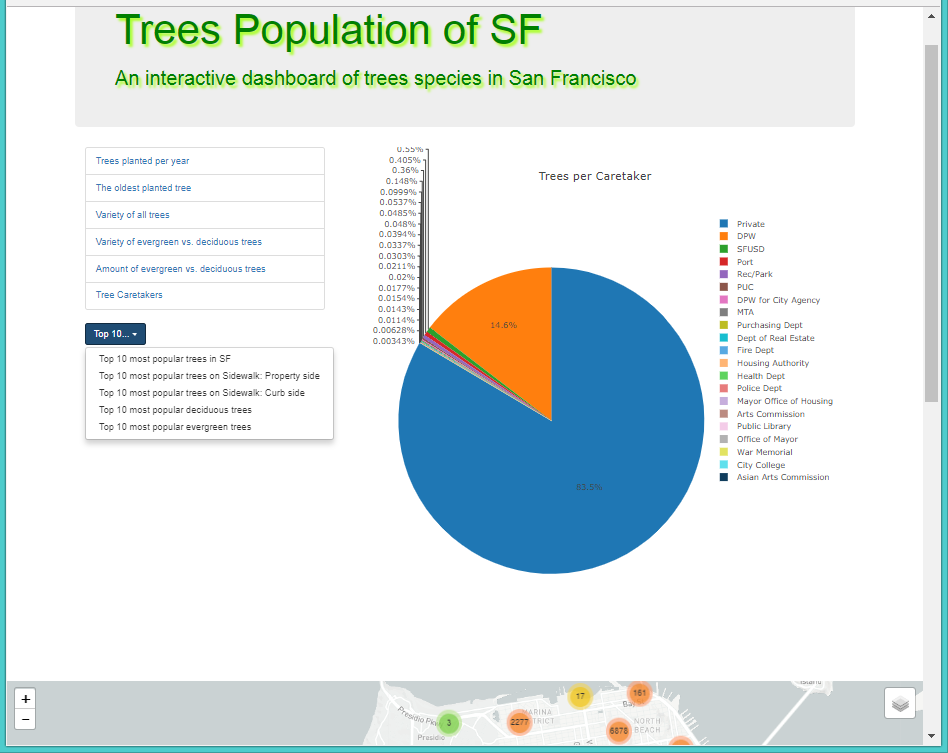 Trees Population of SF
An interactive dashboard of trees species in San Francisco
Trees planted per year
The oldest planted tree
Variety of all trees
Variety of evergreen vs. deciduous trees
Amount of evergreen vs. deciduous trees
Tree Caretakers
Top 10...
Top 10 most popular trees in SF
Top 10 most popular trees on Sidewalk: Property side
Top 10 most popular trees on Sidewalk: Curb side
Top 10 most popular deciduous trees
Top 10 most popular evergreen trees
Trees per Caretaker
0.55%
0.405%
0.36%
0.148%
0.0999%
0.0537%
0.0485%
0.048%
0.0394%
0.0337%
0.0303%
0.0211%
0.02%
0.0177%
0.0154%
0.0143%
0.0114%
0.00628%
0.00343%
14.6%
83.5%
Private
DPW
SFUSD
Port
Rec/Park
PUC
DPW for City Agency
MTA
Purchasing Dept
Dept of Real Estate
Fire Dept
Housing Authority
Health Dept
Police Dept
Mayor Office of Housing
Arts Commission
Public Library
Office of Mayor
War Memorial
City College
Asian Arts Commission
+
−
Presidio
Presidio
3
2277
MARINA
17
161
6878
NORTH
BEACH
Island